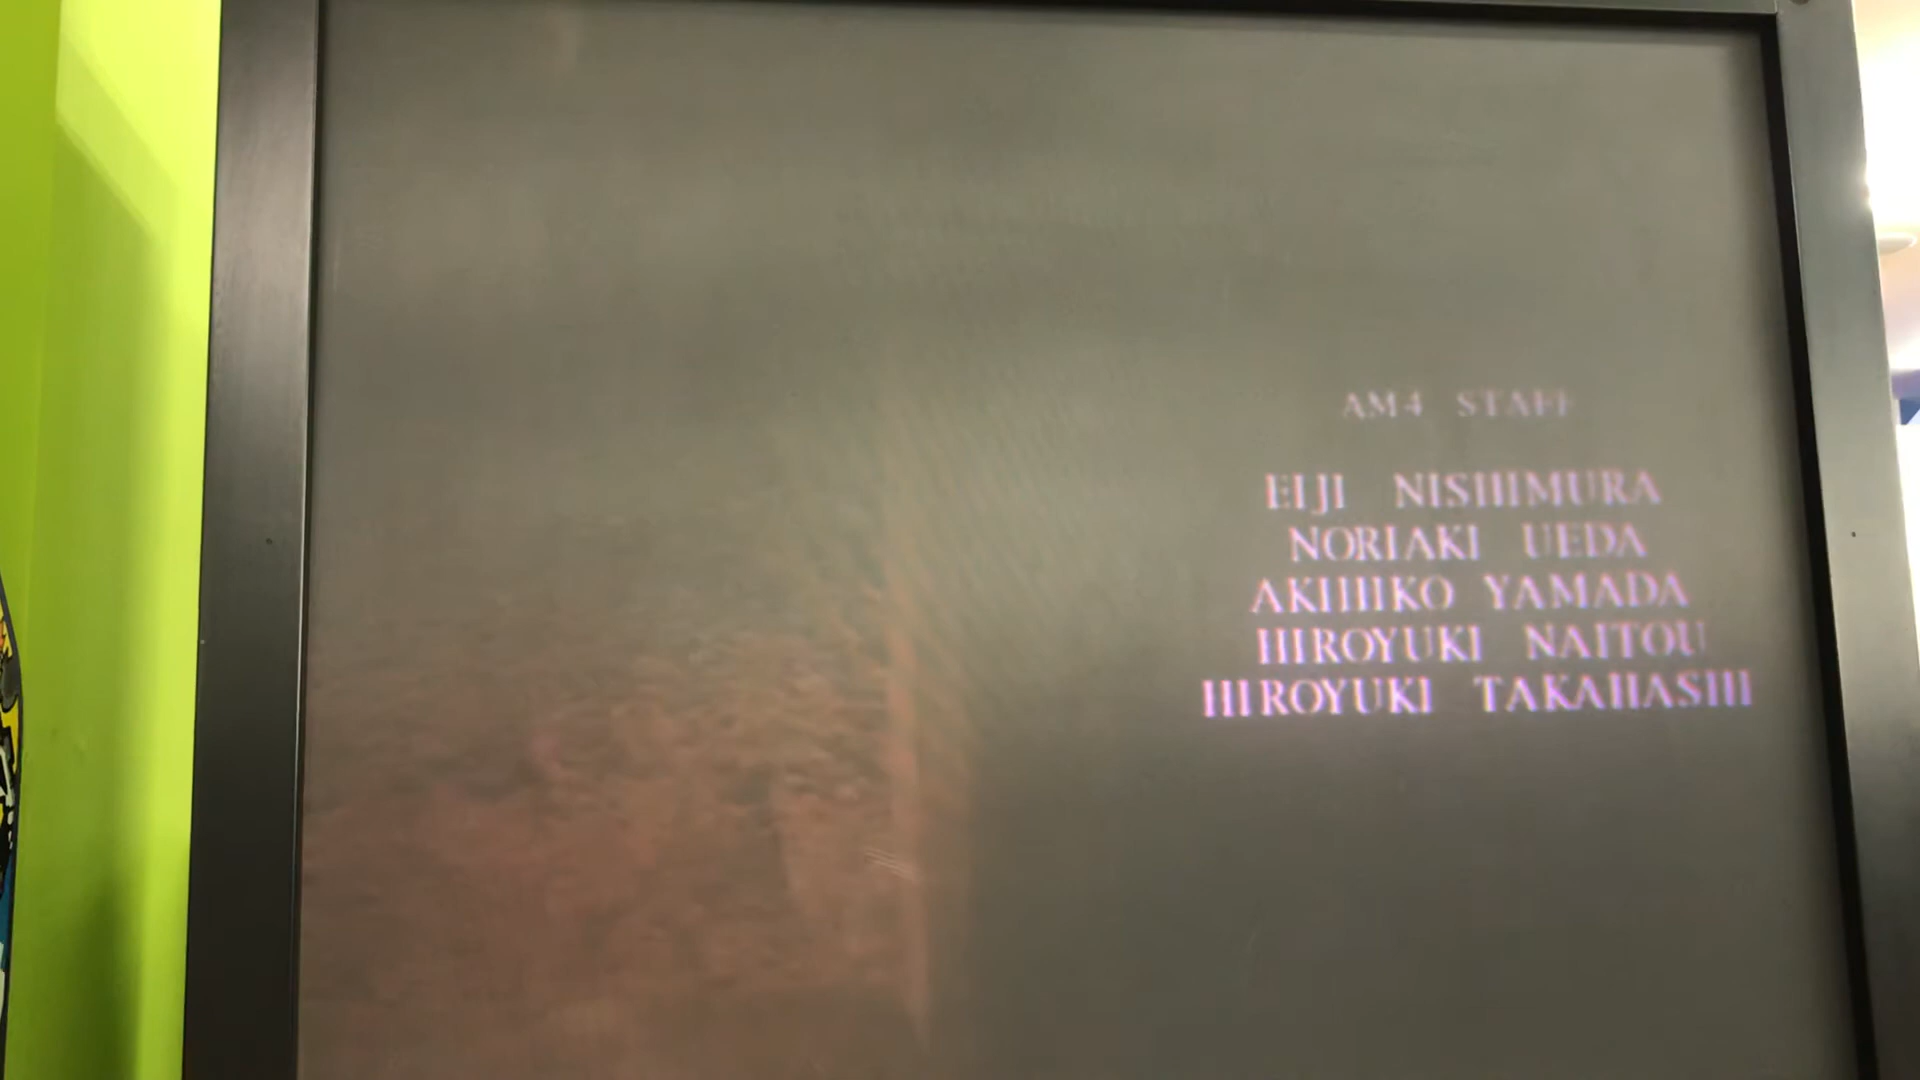 AM4 STAFF
EIJI NISHIMURA
NORIAKI UEDA
AKIHIKO YAMADA
HIROYUKI NAITOU
HIROYUKI TAKAHASHI